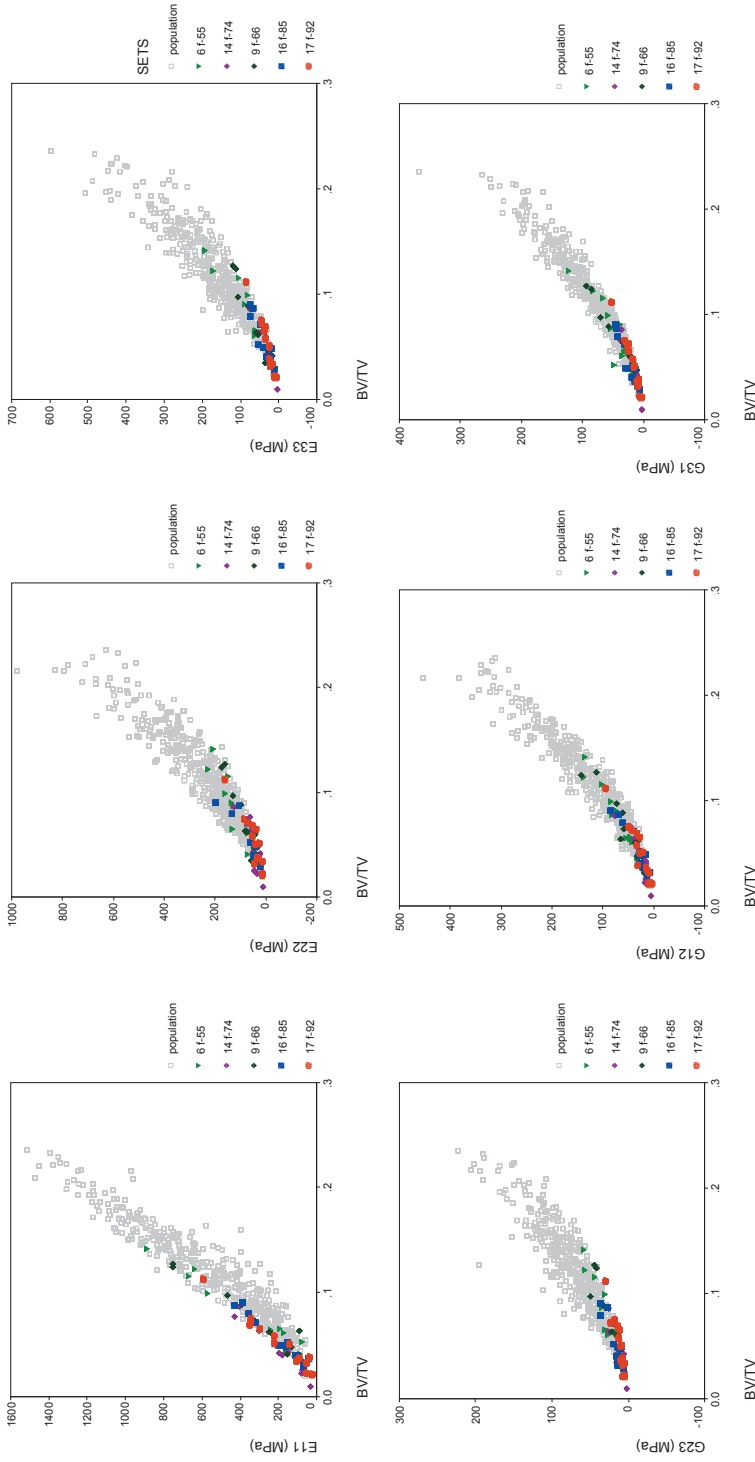 1600
1400
1200
1000
800
600
400
200
0
E11 (MPa)
0.0
.1
.2
.3
BV/TV
population
6 f-55
14 f-74
9 f-66
16 f-85
17 f-92
1000
800
600
400
200
0
-200
E22 (MPa)
0.0
.1
.2
.3
BV/TV
population
6 f-55
14 f-74
9 f-66
16 f-85
17 f-92
700
600
500
400
300
200
100
0
-100
E33 (MPa)
0.0
.1
.2
.3
BV/TV
SETS
population
6 f-55
14 f-74
9 f-66
16 f-85
17 f-92
300
200
100
0
-100
G23 (MPa)
0.0
.1
.2
.3
BV/TV
population
6 f-55
14 f-74
9 f-66
16 f-85
17 f-92
500
400
300
200
100
0
-100
G12 (MPa)
0.0
.1
.2
.3
BV/TV
population
6 f-55
14 f-74
9 f-66
16 f-85
17 f-92
400
300
200
100
0
-100
G31 (MPa)
0.0
.1
.2
.3
BV/TV
population
6 f-55
14 f-74
9 f-66
16 f-85
17 f-92